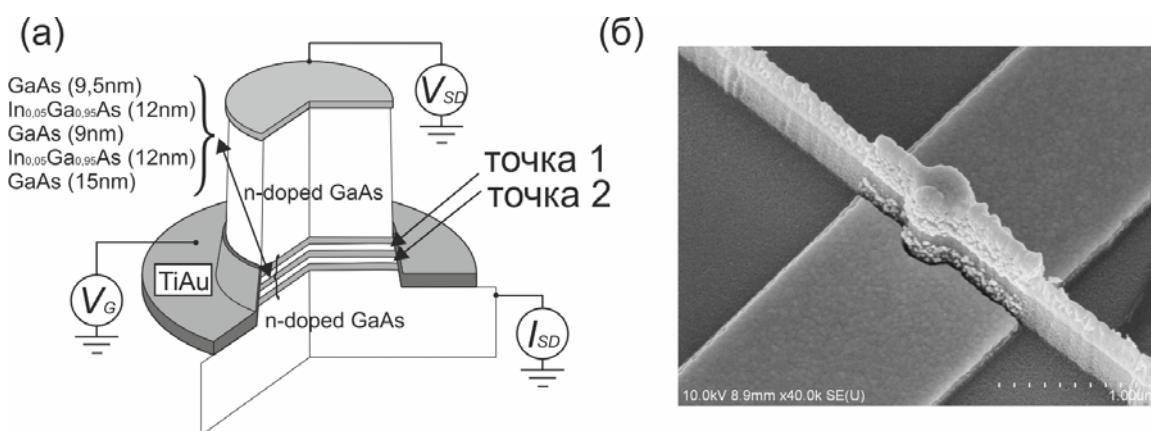 (а)
(б)
GaAs (9,5nm)
In0,05Ga0,95As (12nm)
GaAs (9nm)
In0,05Ga0,95As (12nm)
GaAs (15nm)
VSD
точка 1
точка 2
n-doped GaAs
TiAu
VG
n-doped GaAs
ISD
10.0kV 8.9mm x40.0k SE(U)
1.00um